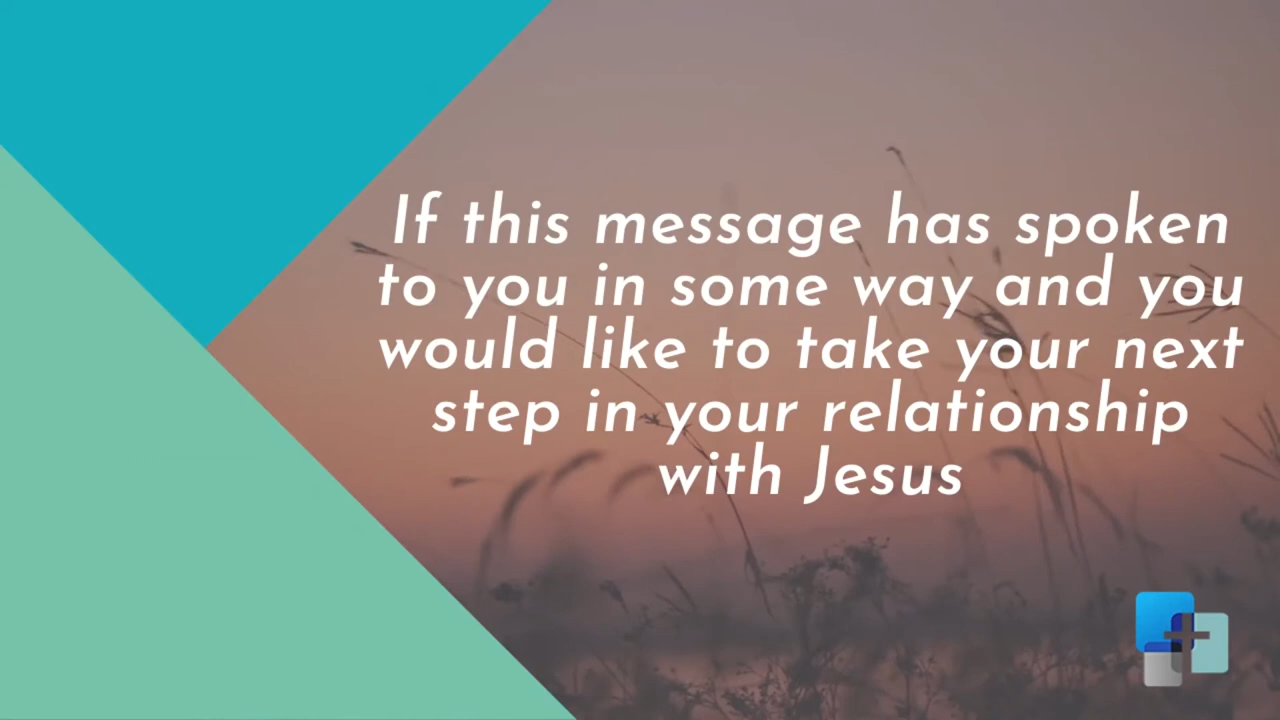 If this message has spoken
to you in some way and you
would like to take your next
step in your relationship
with Jesus